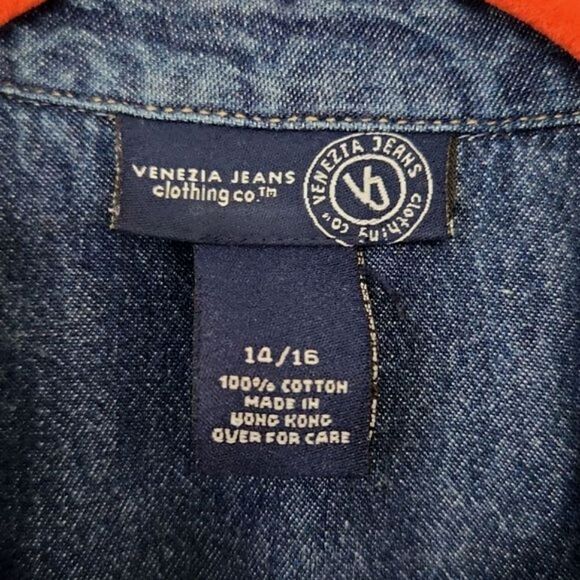 VENEZIA JEANS
clothing co.™
VENEZIA JEANS
clothing co.
VJ
14/16
100% COTTON
MADE IN
HONG KONG
OVER FOR CARE